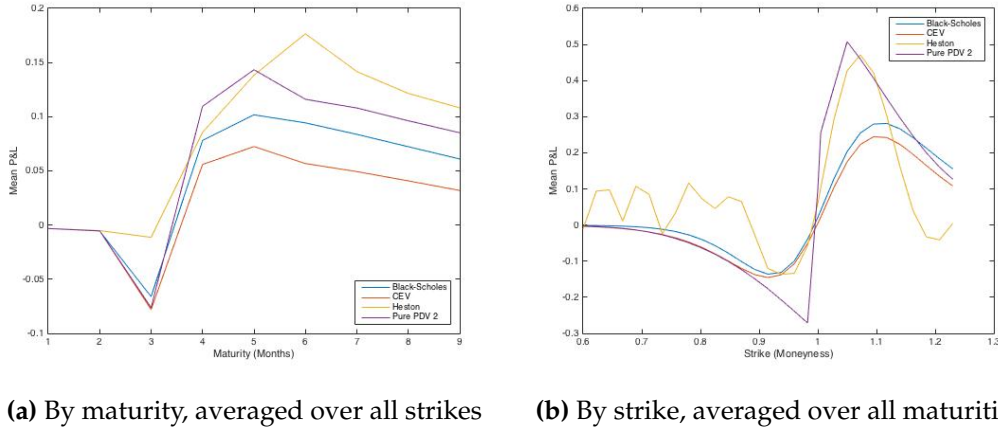 0.2
0.15
0.1
0.05
0
-0.05
-0.1
Mean P&L
1 2 3 4 5 6 7 8 9
Maturity (Months)
Black-Scholes
CEV
Heston
Pure PDV 2
0.6
0.5
0.4
0.3
0.2
0.1
0
-0.1
-0.2
-0.3
Mean P&L
0.6 0.7 0.8 0.9 1 1.1 1.2 1.3
Strike (Moneyness)
Black-Scholes
CEV
Heston
Pure PDV 2
(a) By maturity, averaged over all strikes
(b) By strike, averaged over all maturiti